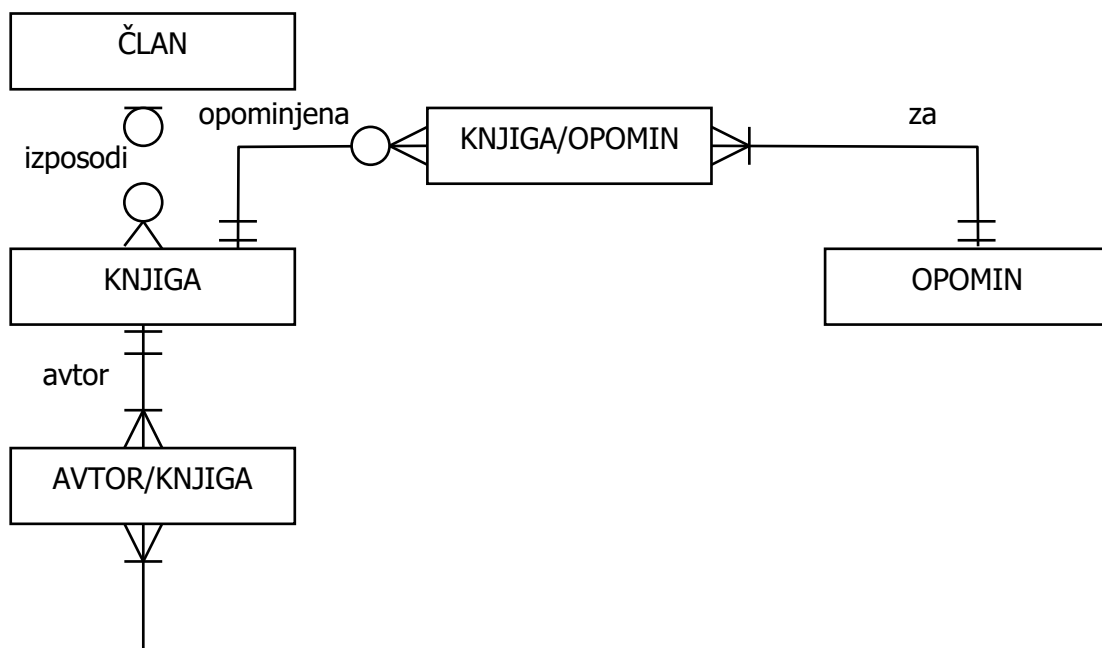 ČLAN
opominjena
KNJIGA/OPOMIN
za
izposodi
KNJIGA
OPOMIN
avtor
AVTOR/KNJIGA